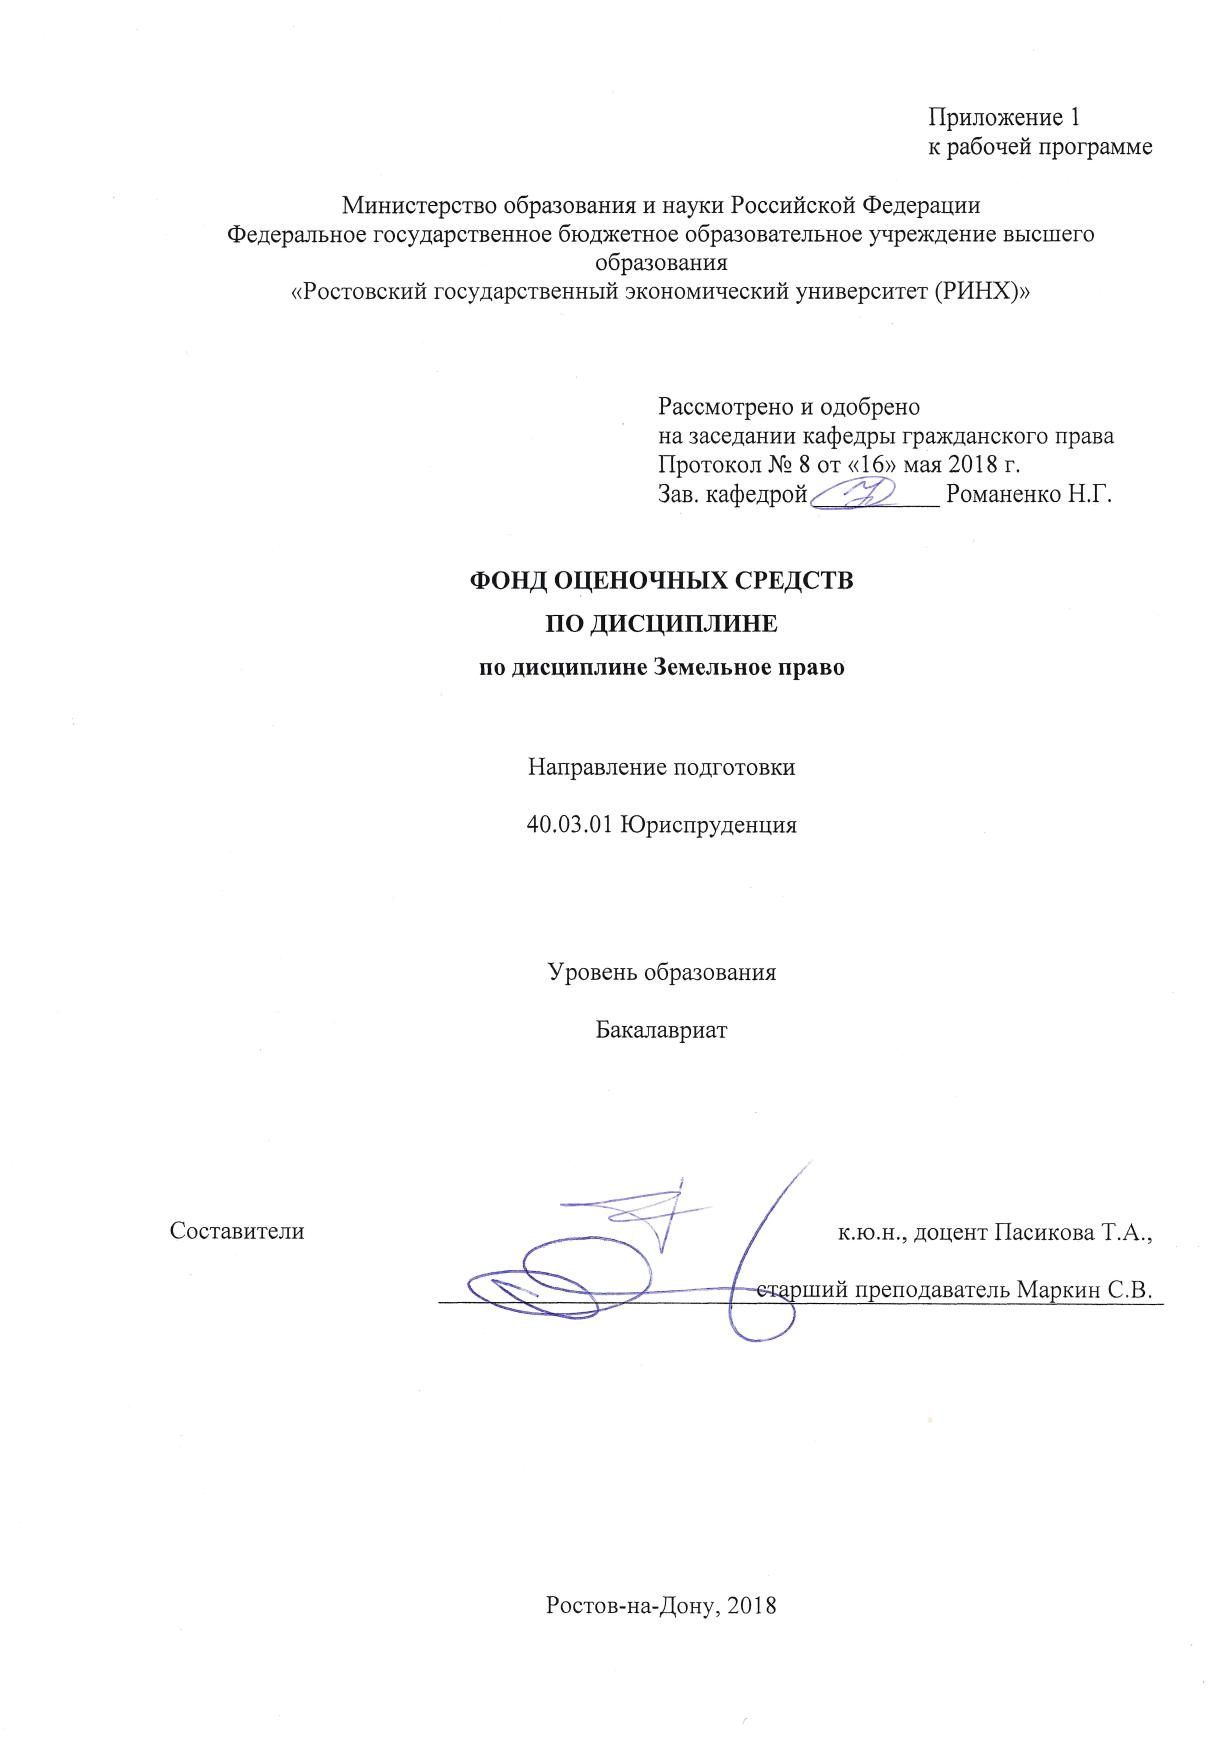 Приложение 1
к рабочей программе
Министерство образования и науки Российской Федерации
Федеральное государственное бюджетное образовательное учреждение высшего
образования
«Ростовский государственный экономический университет (РИНХ)»
Рассмотрено и одобрено
на заседании кафедры гражданского права
Протокол № 8 от «16» мая 2018 г.
Зав. кафедрой __________ Романенко Н.Г.
ФОНД ОЦЕНОЧНЫХ СРЕДСТВ
ПО ДИСЦИПЛИНЕ
по дисциплине Земельное право
Направление подготовки
40.03.01 Юриспруденция
Уровень образования
Бакалавриат
Составители к.ю.н., доцент Пасикова Т.А.,
старший преподаватель Маркин С.В.
Ростов-на-Дону, 2018